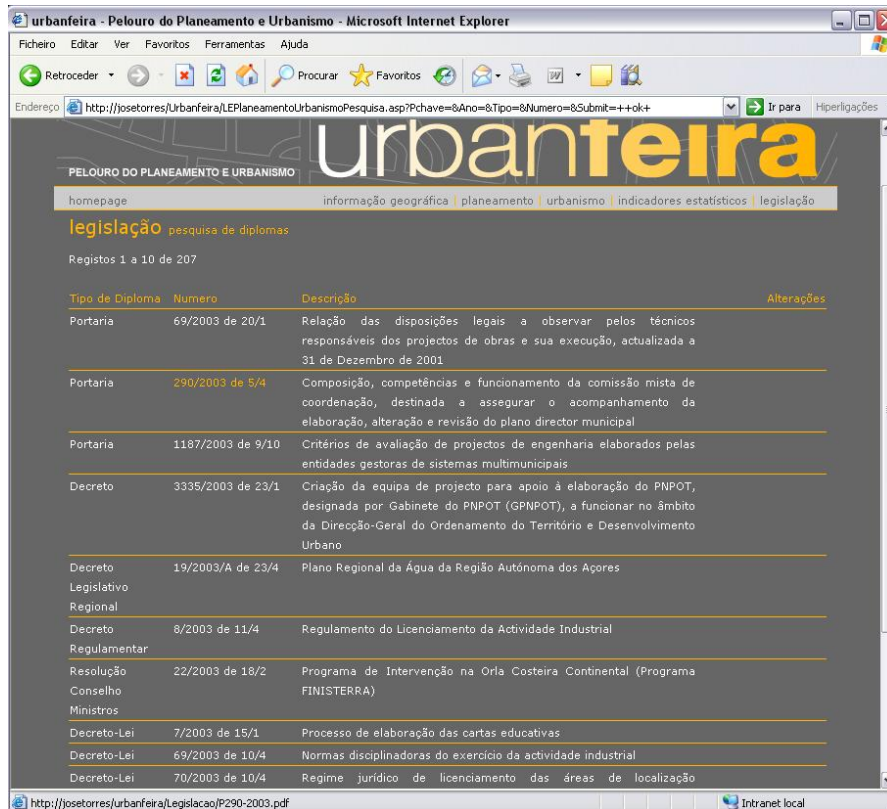 urbanfeira - Pelouro do Planeamento e Urbanismo - Microsoft Internet Explorer
Ficheiro Editar Ver Favoritos Ferramentas Ajuda
Retroceder Procurar Favoritos
Endereço http://josetorres/Urbanfeira/LEPlaneamentoUrbanismoPesquisa.asp?Pchave=&Ano=&Tipo=&Numero=&Submit=++ok+ Ir para Hiperligações
urbanfeira
PELOURO DO PLANEAMENTO E URBANISMO
homepage informação geográfica | planeamento | urbanismo | indicadores estatísticos | legislação
legislação pesquisa de diplomas
Registos 1 a 10 de 207
Tipo de Diploma Numero Descrição Alterações
Portaria 69/2003 de 20/1 Relação das disposições legais a observar pelos técnicos
responsáveis dos projectos de obras e sua execução, actualizada a
31 de Dezembro de 2001
Portaria 290/2003 de 5/4 Composição, competências e funcionamento da comissão mista de
coordenação, destinada a assegurar o acompanhamento da
elaboração, alteração e revisão do plano director municipal
Portaria 1187/2003 de 9/10 Critérios de avaliação de projectos de engenharia elaborados pelas
entidades gestoras de sistemas multimunicipais
Decreto 3335/2003 de 23/1 Criação da equipa de projecto para apoio à elaboração do PNPOT,
designada por Gabinete do PNPOT (GPNPOT), a funcionar no âmbito
da Direcção-Geral do Ordenamento do Território e Desenvolvimento
Urbano
Decreto 19/2003/A de 23/4 Plano Regional da Água da Região Autónoma dos Açores
Legislativo
Regional
Decreto 8/2003 de 11/4 Regulamento do Licenciamento da Actividade Industrial
Regulamentar
Resolução 22/2003 de 18/2 Programa de Intervenção na Orla Costeira Continental (Programa
Conselho FINISTERRA)
Ministros
Decreto-Lei 7/2003 de 15/1 Processo de elaboração das cartas educativas
Decreto-Lei 69/2003 de 10/4 Normas disciplinadoras do exercício da actividade industrial
Decreto-Lei 70/2003 de 10/4 Regime jurídico de licenciamento das áreas de localização
http://josetorres/urbanfeira/Legislacao/P290-2003.pdf Intranet local